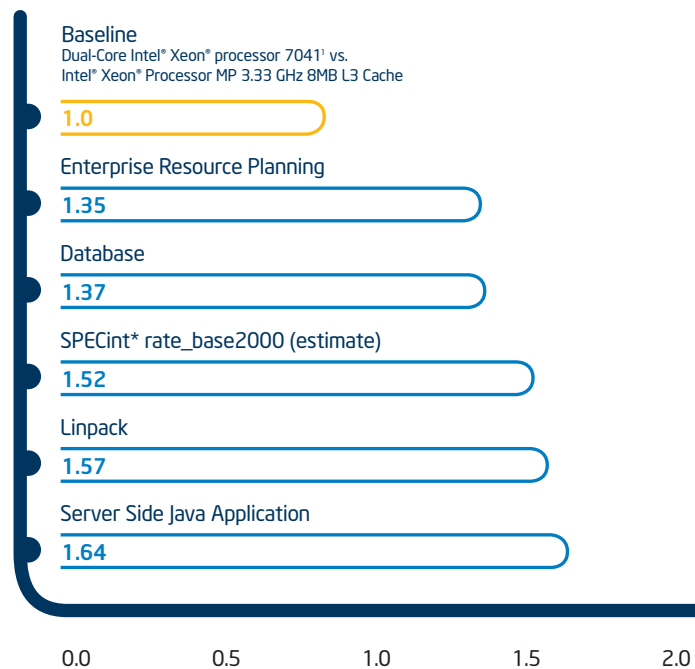 Baseline
Dual-Core Intel® Xeon® processor 7041¹ vs.
Intel® Xeon® Processor MP 3.33 GHz 8MB L3 Cache
1.0
Enterprise Resource Planning
1.35
Database
1.37
SPECint* rate_base2000 (estimate)
1.52
Linpack
1.57
Server Side Java Application
1.64
0.0 0.5 1.0 1.5 2.0